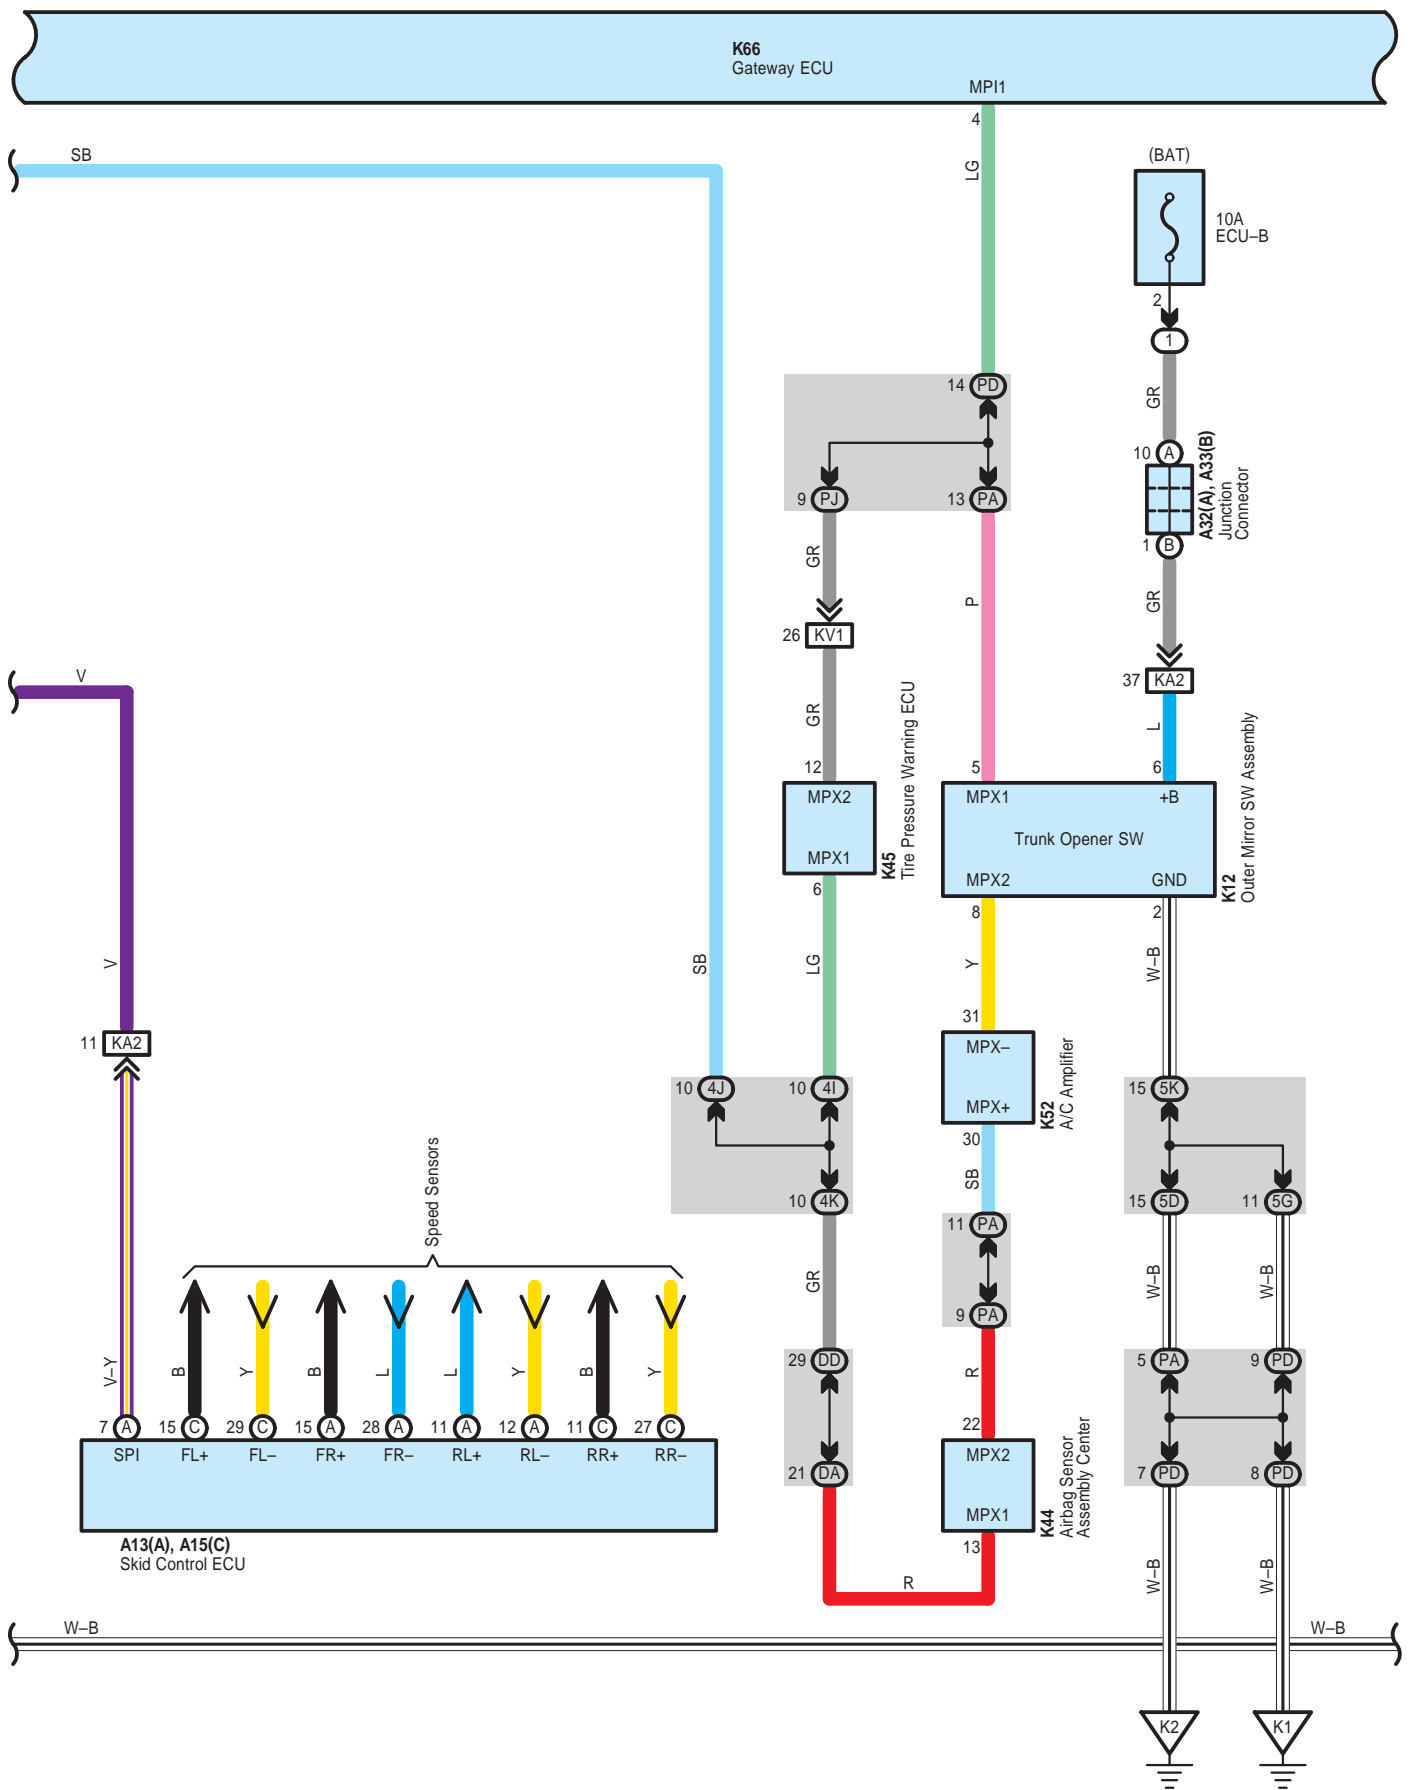 K66
Gateway ECU
MPI1
4
SB
LG
(BAT)
10A
ECU–B
2
1
GR
14 PD
10 A
A32(A), A33(B)
Junction
Connector
9 PJ
13 PA
1 B
GR
P
GR
26 KV1
V
37 KA2
GR
L
12
5
6
MPX2
MPX1
K45
Tire Pressure Warning ECU
MPX1
+B
Trunk Opener SW
MPX2
GND
K12
Outer Mirror SW Assembly
6
8
2
V
SB
LG
Y
W–B
11 KA2
31
MPX–
MPX+
K52
A/C Amplifier
10 4J
10 4I
15 5K
30
SB
Speed Sensors
10 4K
11 PA
15 5D
11 5G
GR
W–B
W–B
9 PA
V–Y
B
Y
B
L
L
Y
B
Y
29 DD
R
5 PA
9 PD
7 A
15 C
29 C
15 A
28 A
11 A
12 A
11 C
27 C
22
SPI
FL+
FL–
FR+
FR–
RL+
RL–
RR+
RR–
21 DA
MPX2
MPX1
K44
Airbag Sensor
Assembly Center
7 PD
8 PD
A13(A), A15(C)
Skid Control ECU
13
R
W–B
W–B
W–B
W–B
K2
K1